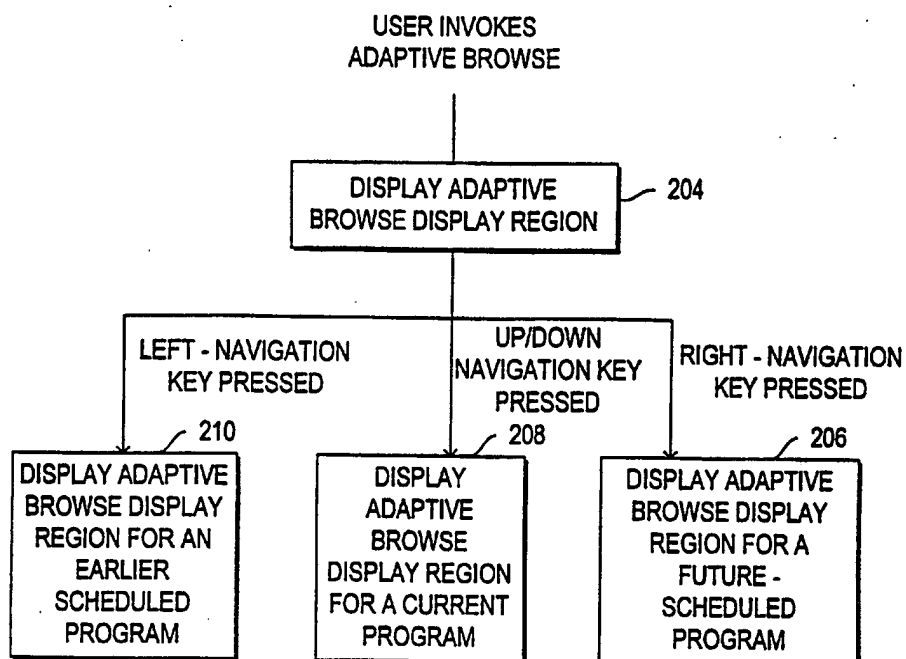 USER INVOKES
ADAPTIVE BROWSE
DISPLAY ADAPTIVE
BROWSE DISPLAY REGION
204
LEFT - NAVIGATION
KEY PRESSED
UP/DOWN
NAVIGATION KEY
PRESSED
RIGHT - NAVIGATION
KEY PRESSED
210
208
206
DISPLAY ADAPTIVE
BROWSE DISPLAY
REGION FOR AN
EARLIER
SCHEDULED
PROGRAM
DISPLAY
ADAPTIVE
BROWSE
DISPLAY REGION
FOR A CURRENT
PROGRAM
DISPLAY ADAPTIVE
BROWSE DISPLAY
REGION FOR A
FUTURE -
SCHEDULED
PROGRAM